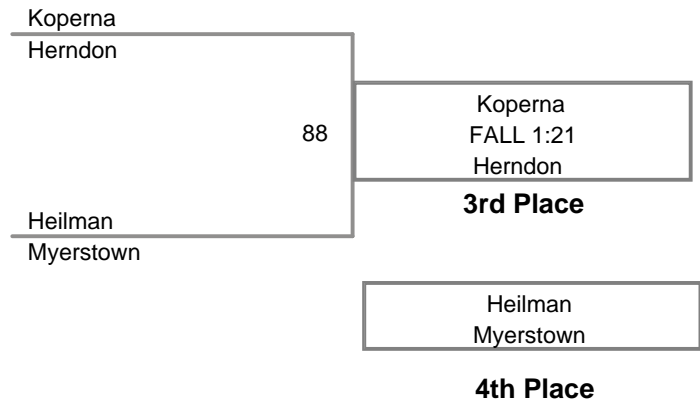 Koperna
Herndon
88
Koperna
FALL 1:21
Herndon
3rd Place
Heilman
Myerstown
Heilman
Myerstown
4th Place